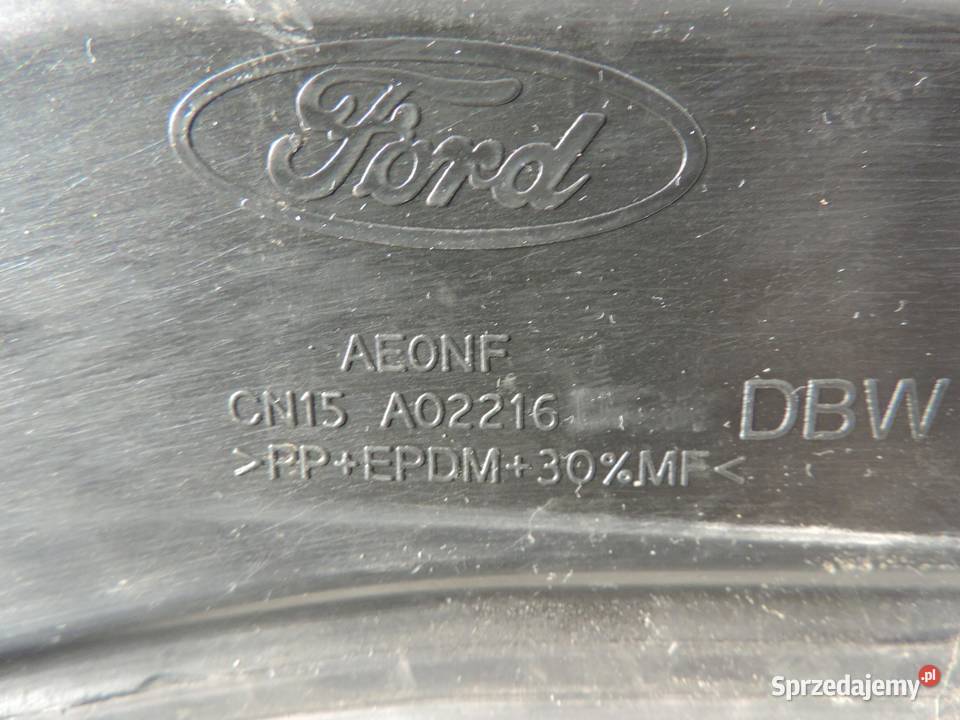 Ford
AE0NF
CN15 A02216
DBW
>PP+EPDM+30%MF<
Sprzedajemy.pl